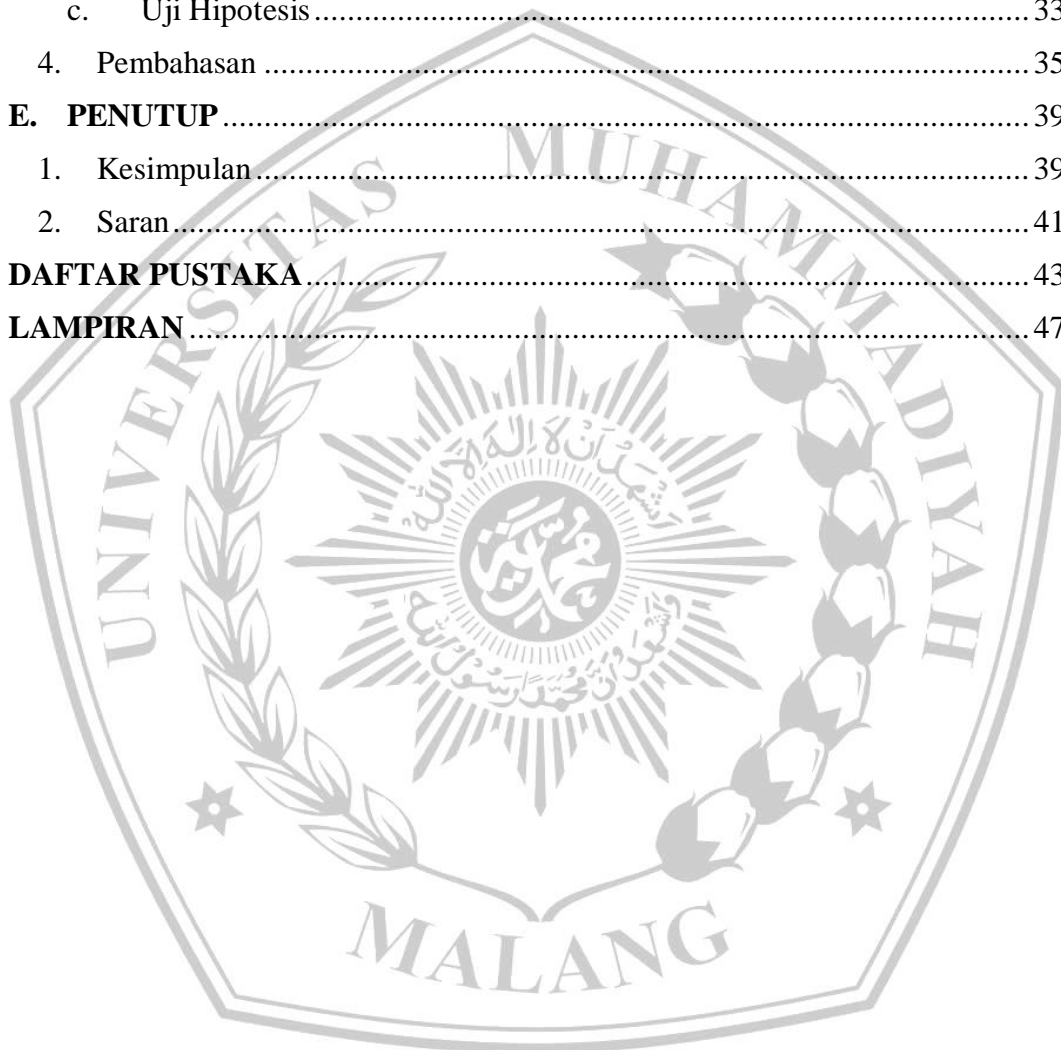 c. Uji Hipotesis 33
4. Pembahasan 35
E. PENUTUP 39
1. Kesimpulan 39
2. Saran 41
DAFTAR PUSTAKA 43
LAMPIRAN 47
UNIVERSITAS MUHAMMADIYAH
MALANG